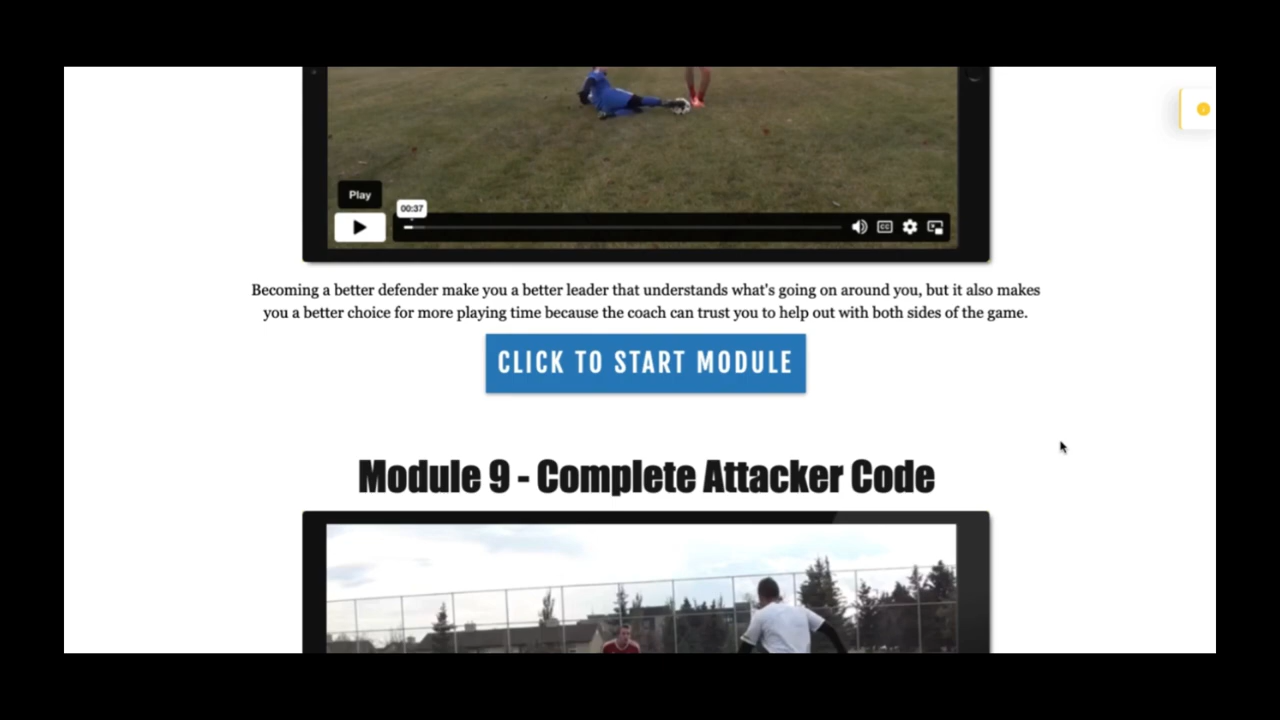 Play
00:37
CC
Becoming a better defender make you a better leader that understands what's going on around you, but it also makes
you a better choice for more playing time because the coach can trust you to help out with both sides of the game.
CLICK TO START MODULE
Module 9 - Complete Attacker Code